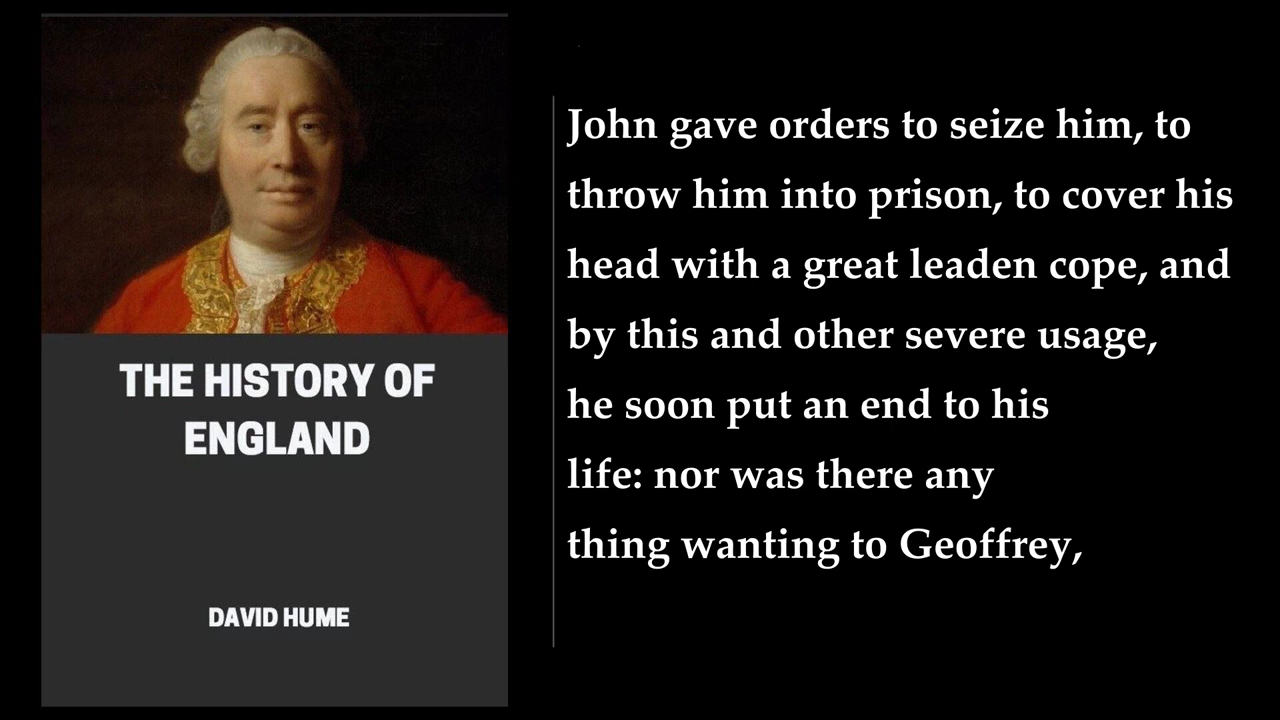 THE HISTORY OF
ENGLAND
DAVID HUME
John gave orders to seize him, to
throw him into prison, to cover his
head with a great leaden cope, and
by this and other severe usage,
he soon put an end to his
life: nor was there any
thing wanting to Geoffrey,